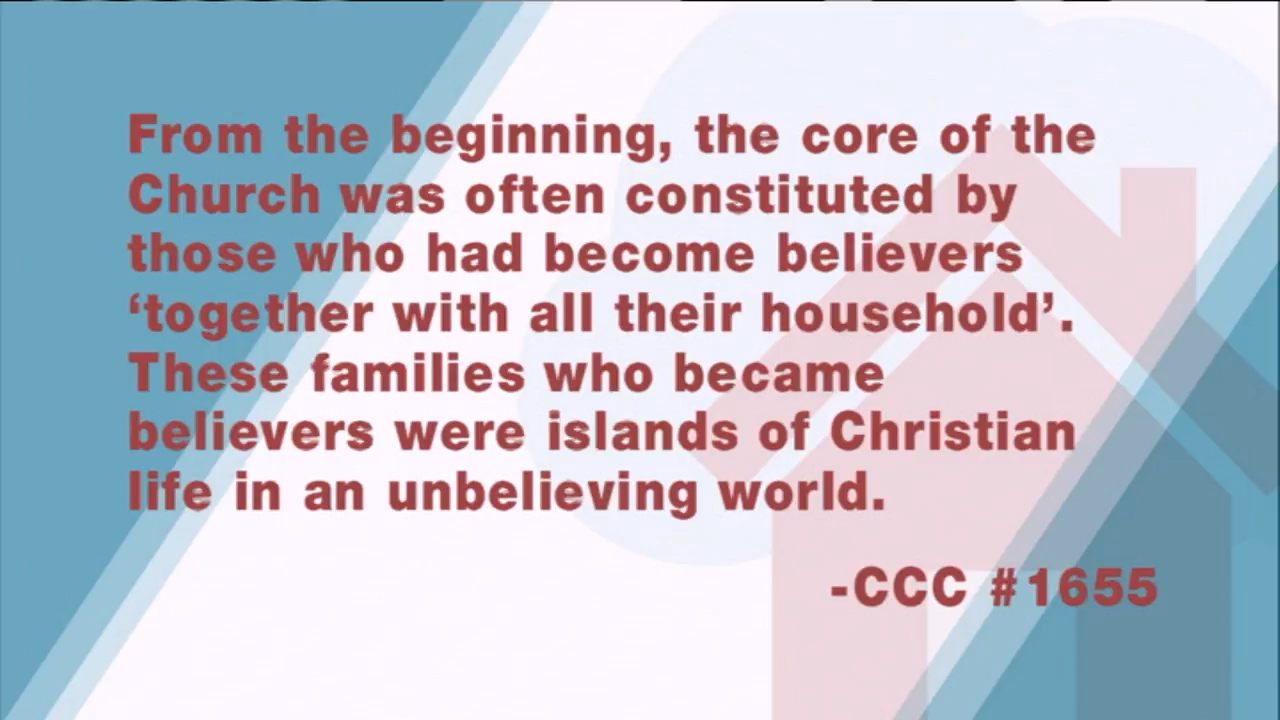 From the beginning, the core of the
Church was often constituted by
those who had become believers
‘together with all their household’.
These families who became
believers were islands of Christian
life in an unbelieving world.
-CCC #1655